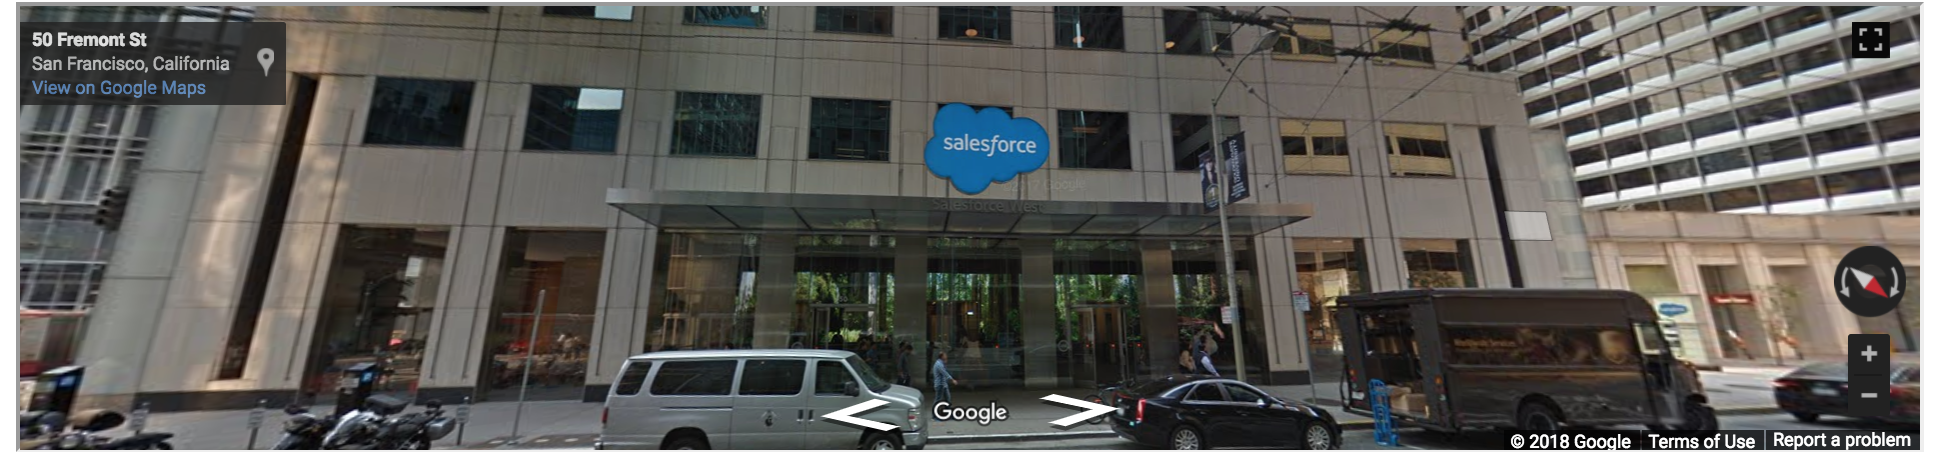 50 Fremont St
San Francisco, California
View on Google Maps
salesforce
Salesforce West
Google
© 2018 Google
Terms of Use
Report a problem